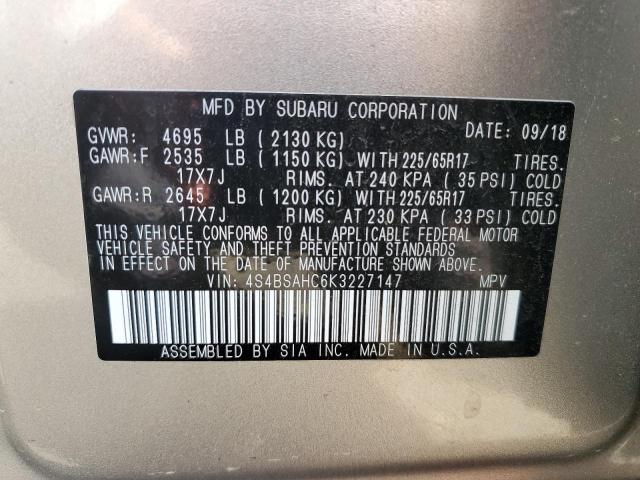 MFD BY SUBARU CORPORATION
GVWR: 4695 LB ( 2130 KG) DATE: 09/18
GAWR:F 2535 LB ( 1150 KG) WITH 225/65R17 TIRES.
17X7J RIMS. AT 240 KPA ( 35 PSI) COLD
GAWR:R 2645 LB ( 1200 KG) WITH 225/65R17 TIRES.
17X7J RIMS. AT 230 KPA ( 33 PSI) COLD
THIS VEHICLE CONFORMS TO ALL APPLICABLE FEDERAL MOTOR
VEHICLE SAFETY AND THEFT PREVENTION STANDARDS
IN EFFECT ON THE DATE OF MANUFACTURE SHOWN ABOVE.
VIN: 4S4BSAHC6K3227147 MPV
ASSEMBLED BY SIA INC. MADE IN U.S.A.